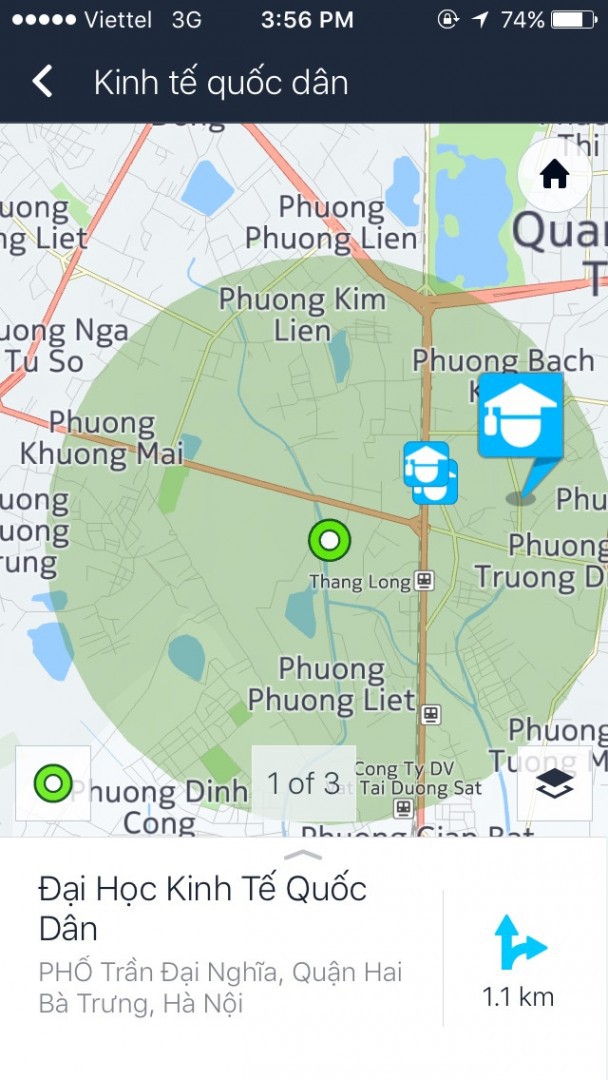 Viettel 3G 3:56 PM 74%
Kinh tế quốc dân
Thi
uong
ng Liet
Phuong
Phuong Lien
Quan
T
Phuong Kim
Lien
uong Nga
Tu So
Phuong Bach
K
Phuong
Khuong Mai
uong
uong
rung
Phu
Phuong
Truong D
Thang Long
Phuong
Phuong Liet
Phuong
Tuong M
1 of 3
Cong Ty DV
Tai Duong Sat
Phuong Dinh
Cong
Phuong Giap Bat
Đại Học Kinh Tế Quốc
Dân
PHỐ Trần Đại Nghĩa, Quận Hai
Bà Trưng, Hà Nội
1.1 km